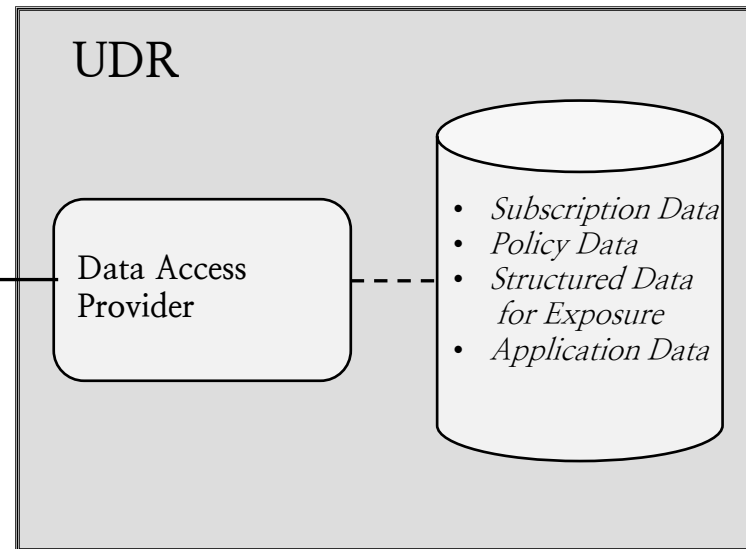 UDR
Data Access
Provider
• Subscription Data
• Policy Data
• Structured Data
for Exposure
• Application Data